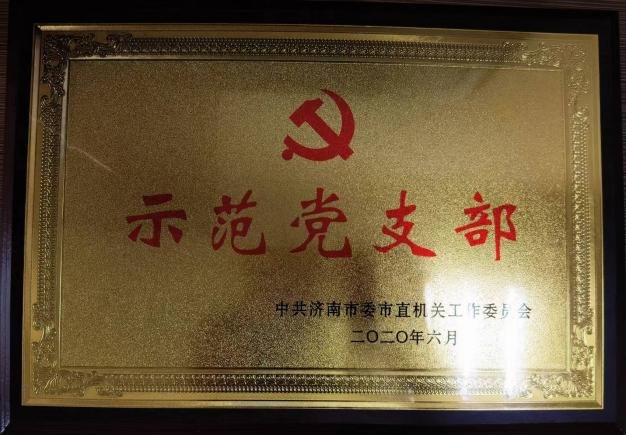 示范党支部
中共济南市委市直机关工作委员会
二〇二〇年六月